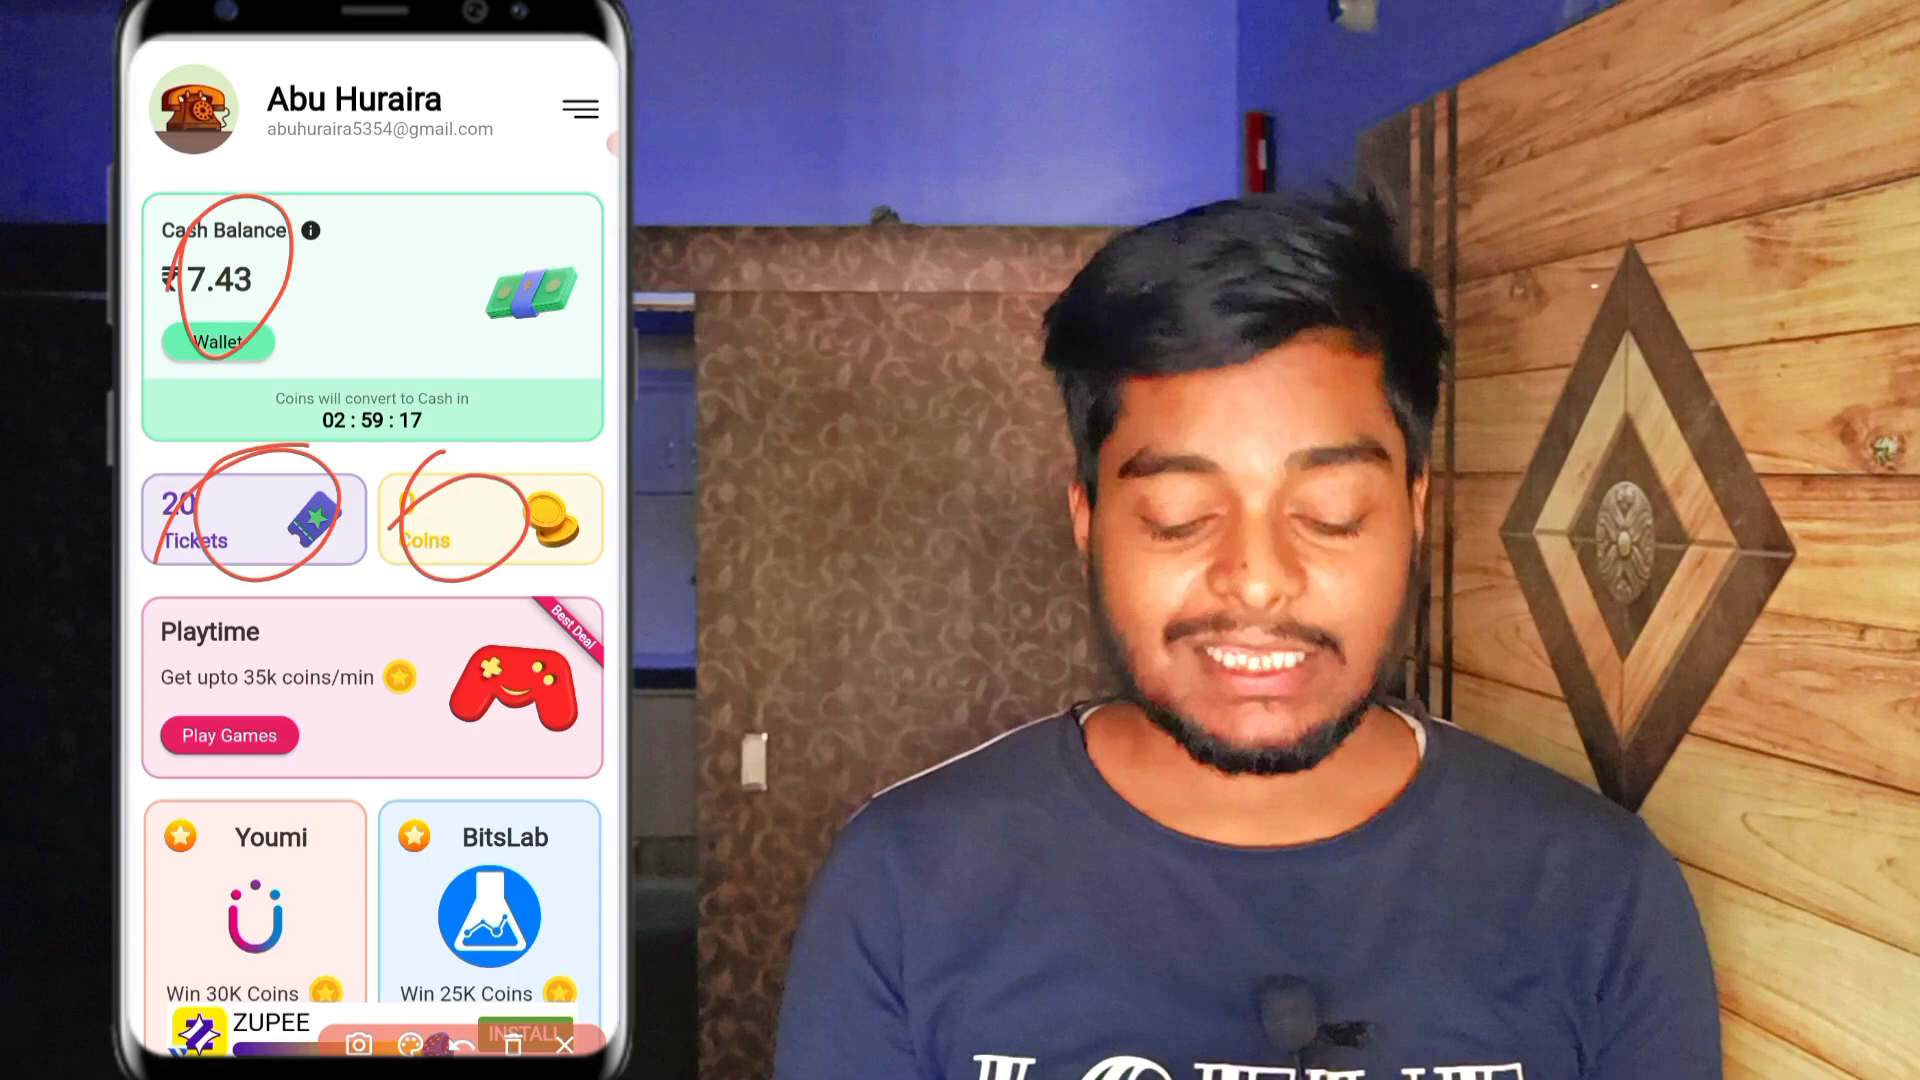 Abu Huraira
abuhuraira5354@gmail.com
Cash Balance
₹ 7.43
Wallet
Coins will convert to Cash in
02 : 59 : 17
20
Tickets
0
Coins
Best Deal
Playtime
Get upto 35k coins/min
Play Games
Youmi
BitsLab
Win 30K Coins
Win 25K Coins
ZUPEE
INSTALL